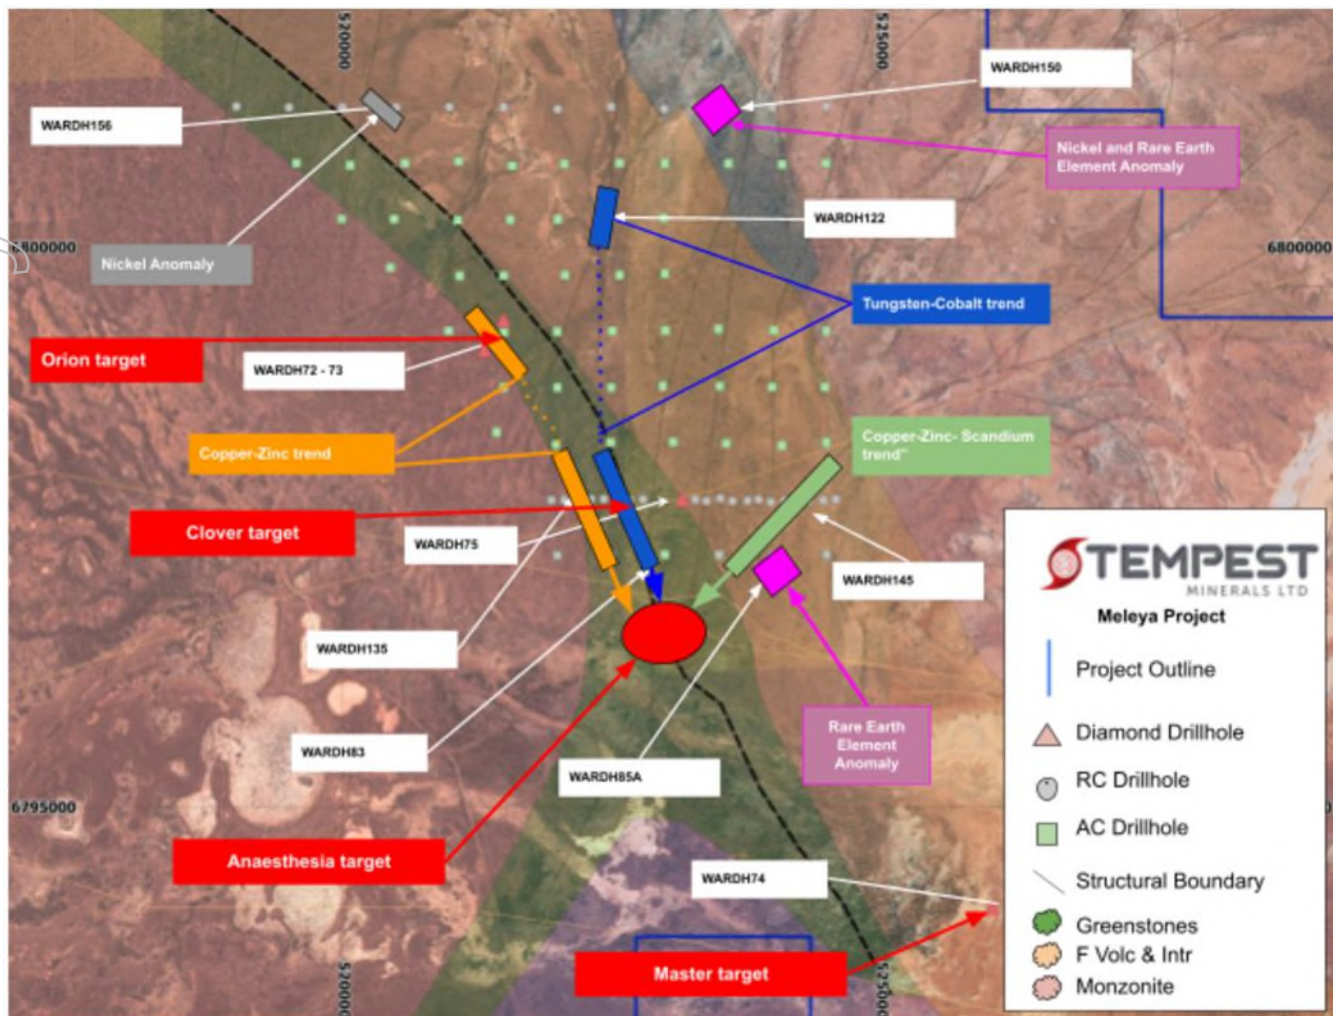 520000
525000
WARDH150
WARDH156
Nickel and Rare Earth
Element Anomaly
WARDH122
6800000
6800000
Nickel Anomaly
Tungsten-Cobalt trend
Orion target
WARDH72 - 73
Copper-Zinc trend
Copper-Zinc- Scandium
trend"
Clover target
WARDH75
WARDH145
WARDH135
WARDH83
WARDH85A
Rare Earth
Element
Anomaly
6795000
Anaesthesia target
WARDH74
Master target
520000
525000
TEMPEST
MINERALS LTD
Meleya Project
Project Outline
Diamond Drillhole
RC Drillhole
AC Drillhole
Structural Boundary
Greenstones
F Volc & Intr
Monzonite